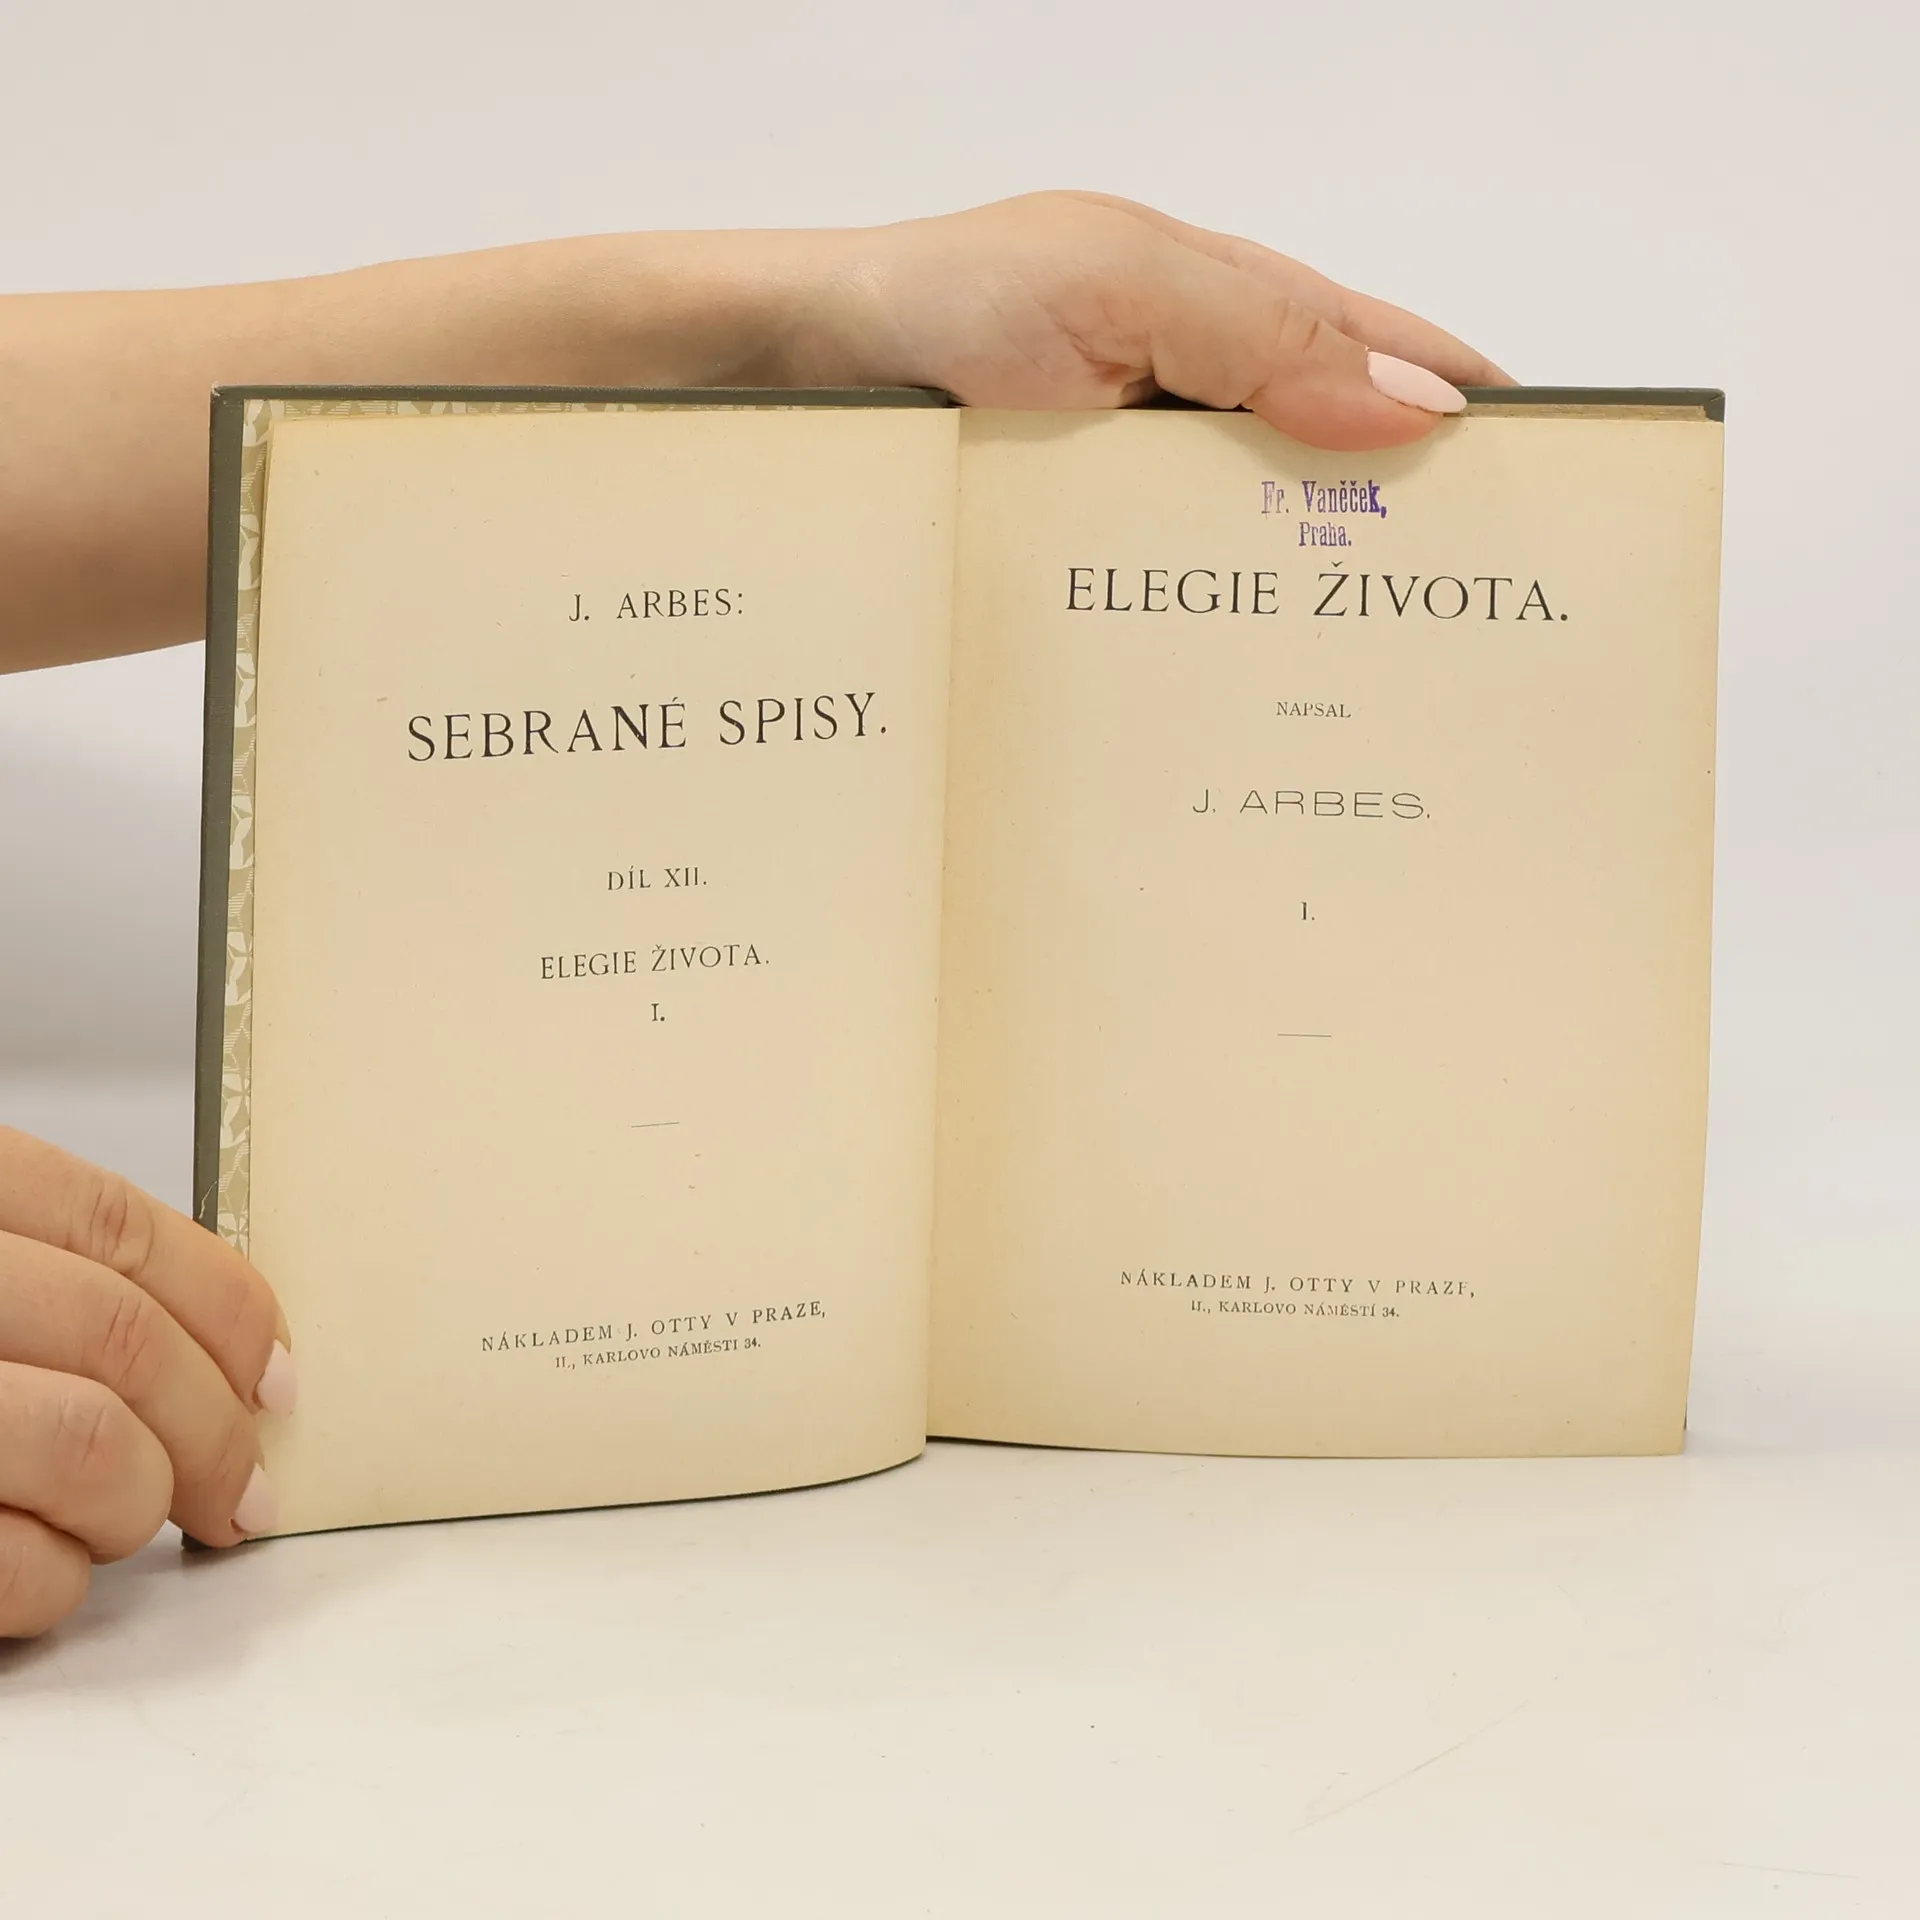 J. ARBES:
SEBRANÉ SPISY.
DÍL XII.
ELEGIE ŽIVOTA.
I.
NÁKLADEM J. OTTY V PRAZE,
II., KARLOVO NÁMĚSTÍ 34.
Fr. Vaněček,
Praha.
ELEGIE ŽIVOTA.
NAPSAL
J. ARBES.
I.
NÁKLADEM J. OTTY V PRAZE,
II., KARLOVO NÁMĚSTÍ 34.